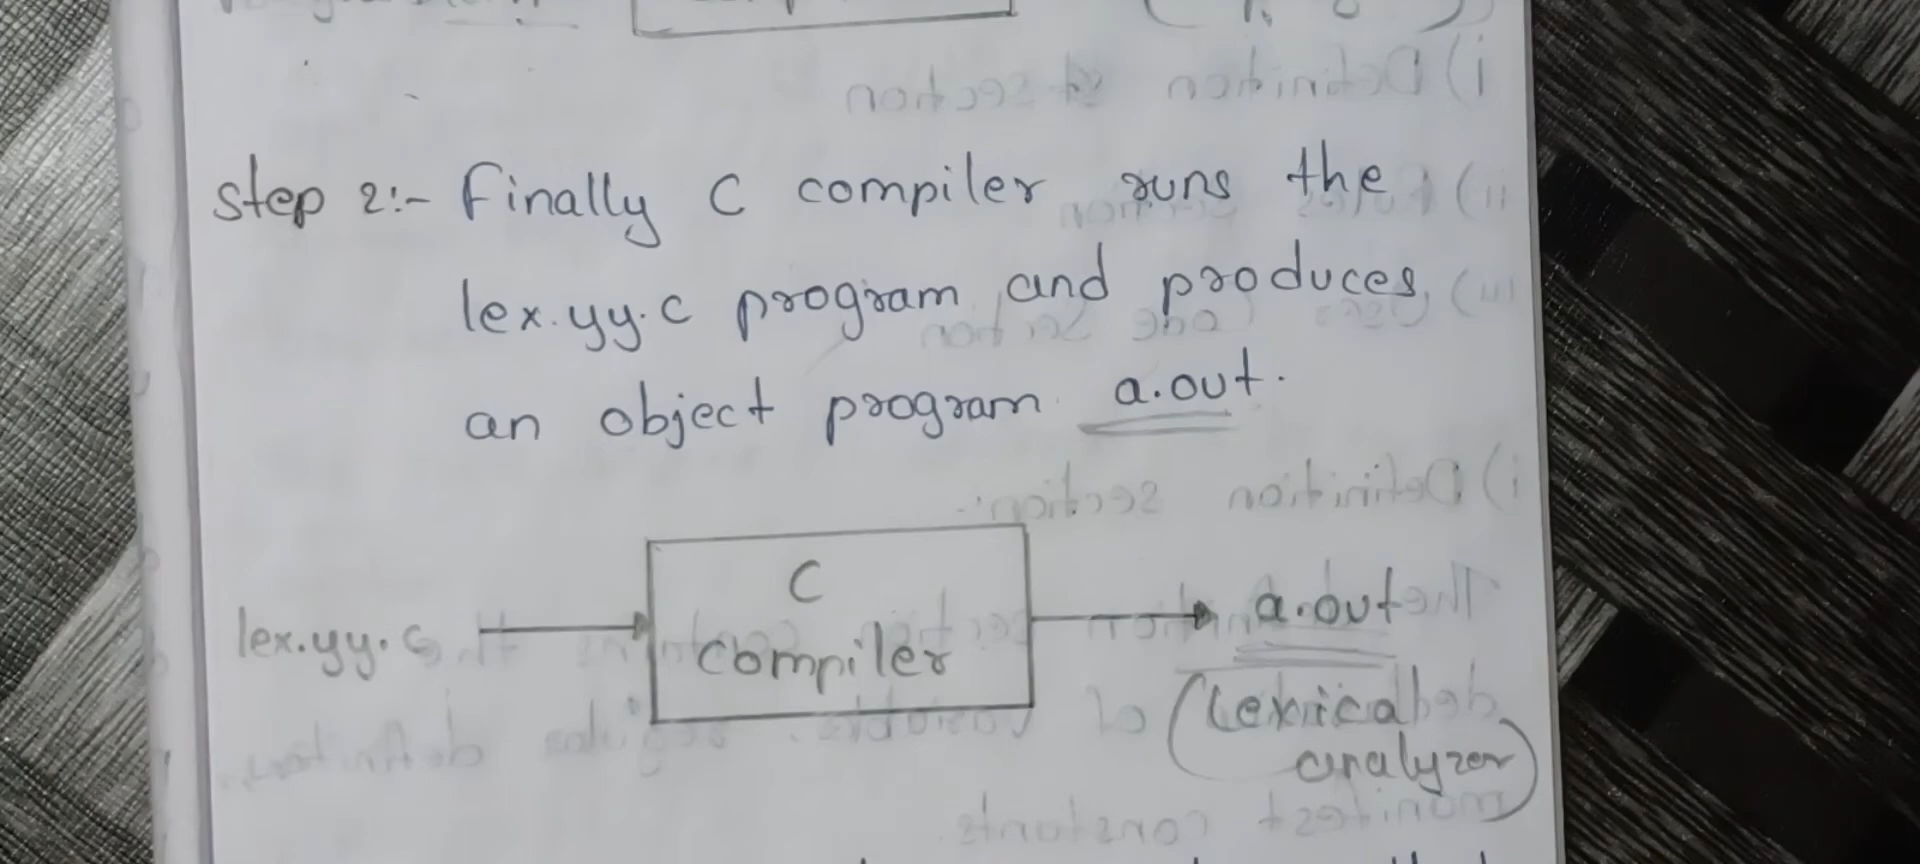 step 2:- Finally C compiler runs the
lex.yy.c program and produces
an object program a.out.
lex.yy.c
C
compiler
a.out
(Lexical
analyzer)